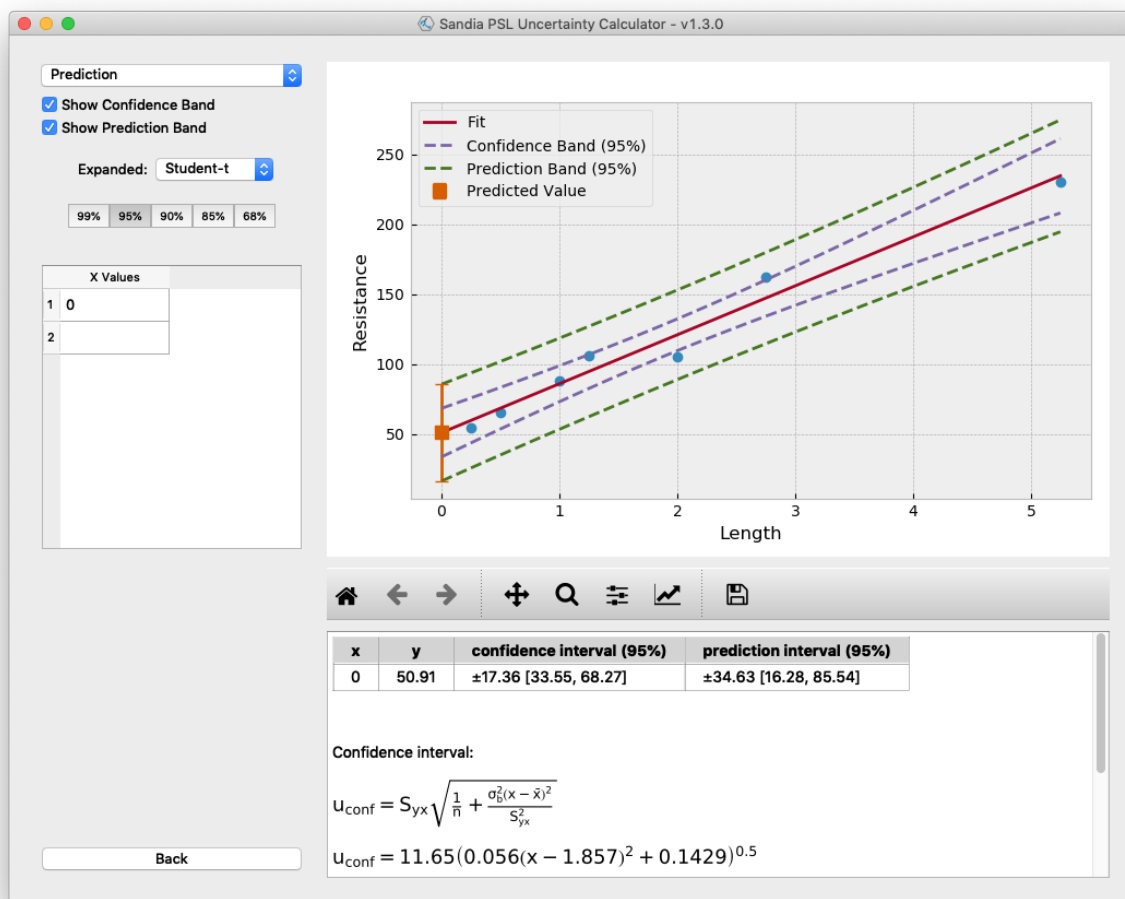 Sandia PSL Uncertainty Calculator - v1.3.0
Prediction
Show Confidence Band
Show Prediction Band
Expanded: Student-t
99% 95% 90% 85% 68%
X Values
1 0
2
Back
Fit
Confidence Band (95%)
Prediction Band (95%)
Predicted Value
250
200
150
100
50
Resistance
0 1 2 3 4 5
Length
x y confidence interval (95%) prediction interval (95%)
0 50.91 ±17.36 [33.55, 68.27] ±34.63 [16.28, 85.54]
Confidence interval:
u_conf = S_yx √(1/n + σ_b²(x − x̄)²/S_yx²)
u_conf = 11.65(0.056(x − 1.857)² + 0.1429)^0.5